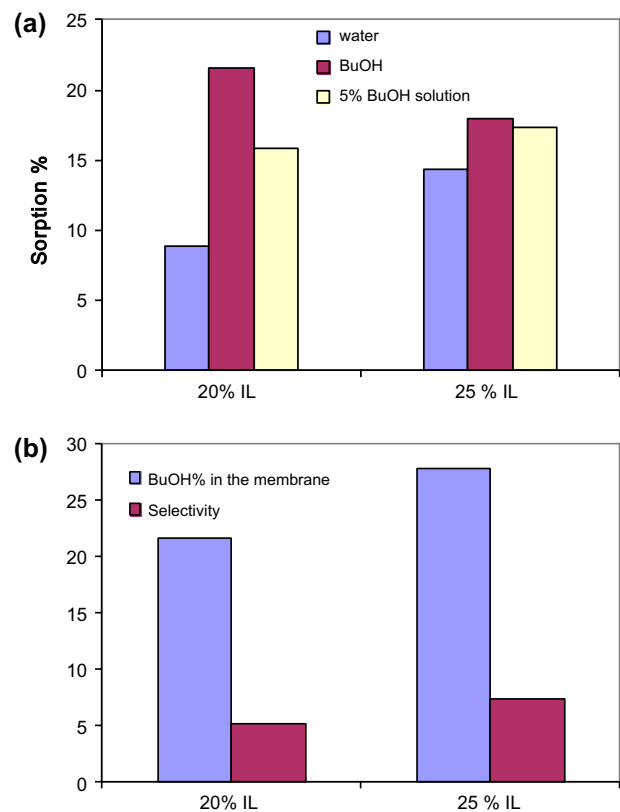 (a)
25
20
15
10
5
0
Sorption %
water
BuOH
5% BuOH solution
20% IL
25 % IL
(b)
30
25
20
15
10
5
0
BuOH% in the membrane
Selectivity
20% IL
25 % IL